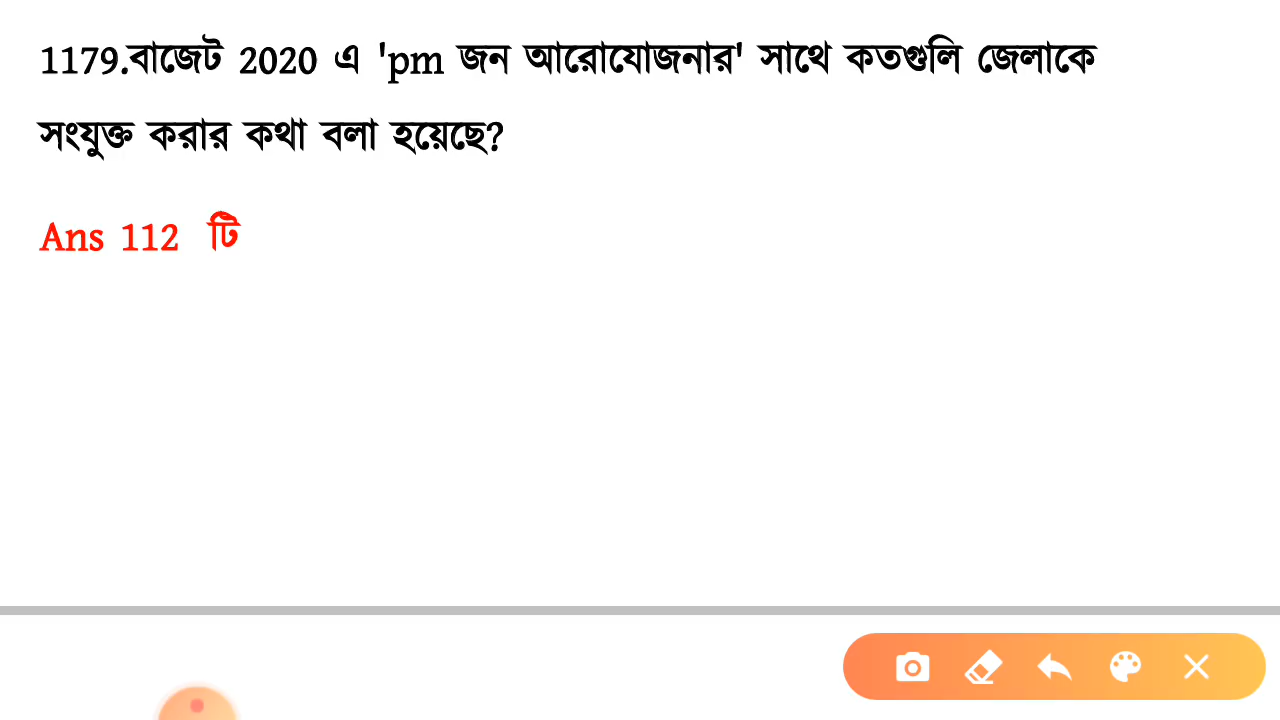 1179.বাজেট 2020 এ 'pm জন আরোযোজনার' সাথে কতগুলি জেলাকে
সংযুক্ত করার কথা বলা হয়েছে?
Ans 112 টি